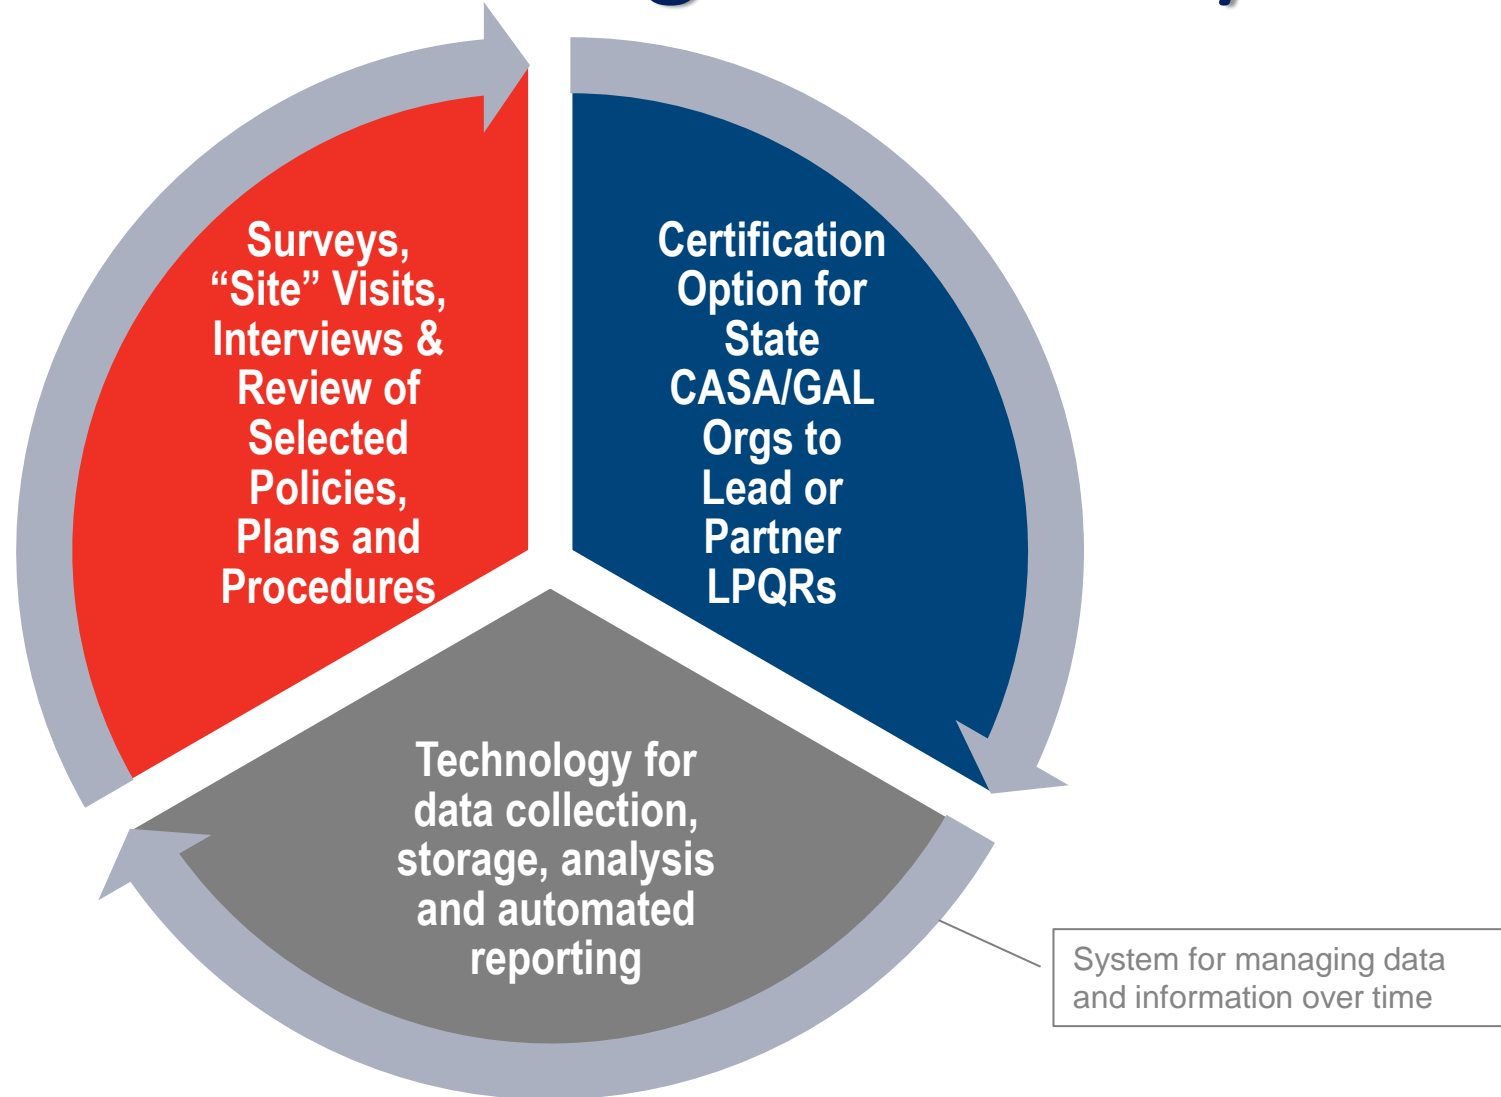 Surveys,
“Site” Visits,
Interviews &
Review of
Selected
Policies,
Plans and
Procedures
Certification
Option for
State
CASA/GAL
Orgs to
Lead or
Partner
LPQRs
Technology for
data collection,
storage, analysis
and automated
reporting
System for managing data
and information over time